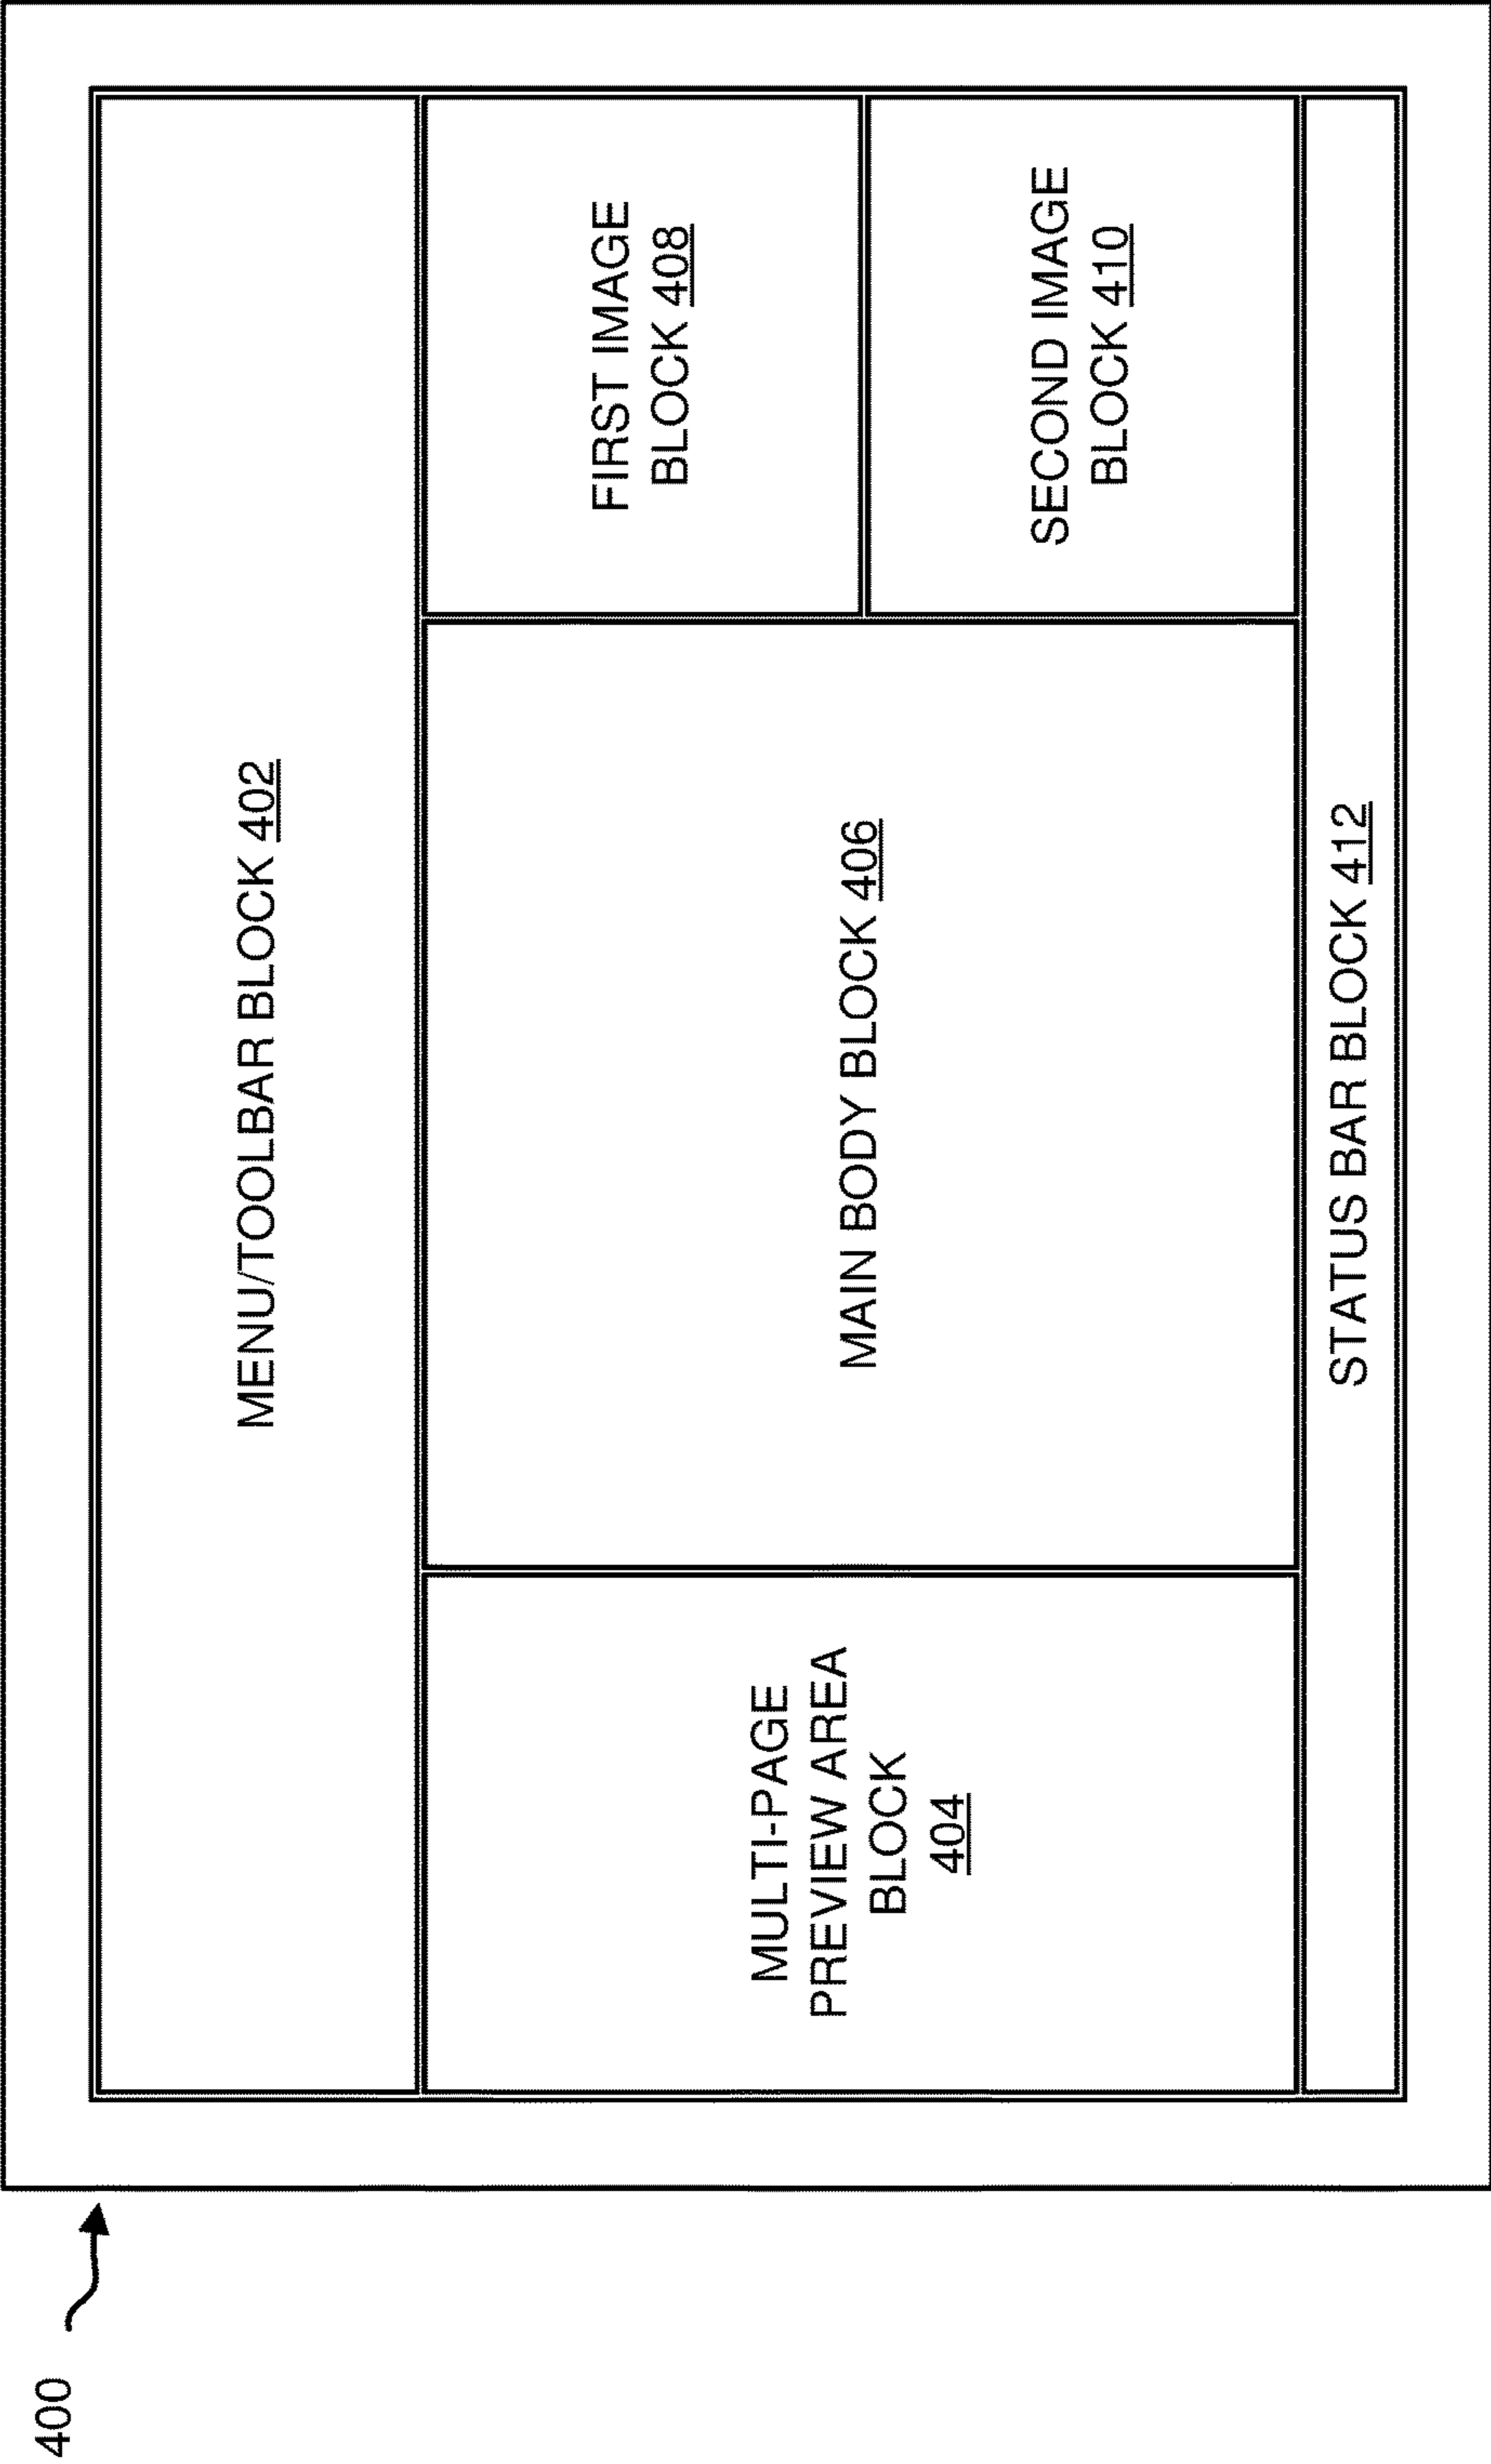 400
MENU/TOOLBAR BLOCK 402
MULTI-PAGE
PREVIEW AREA
BLOCK
404
MAIN BODY BLOCK 406
FIRST IMAGE
BLOCK 408
SECOND IMAGE
BLOCK 410
STATUS BAR BLOCK 412